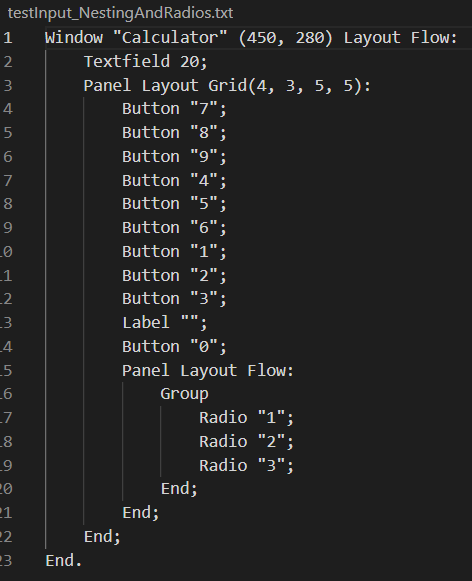 testInput_NestingAndRadios.txt
1 Window "Calculator" (450, 280) Layout Flow:
2 Textfield 20;
3 Panel Layout Grid(4, 3, 5, 5):
4 Button "7";
5 Button "8";
6 Button "9";
7 Button "4";
8 Button "5";
9 Button "6";
10 Button "1";
11 Button "2";
12 Button "3";
13 Label "";
14 Button "0";
15 Panel Layout Flow:
16 Group
17 Radio "1";
18 Radio "2";
19 Radio "3";
20 End;
21 End;
22 End;
23 End.